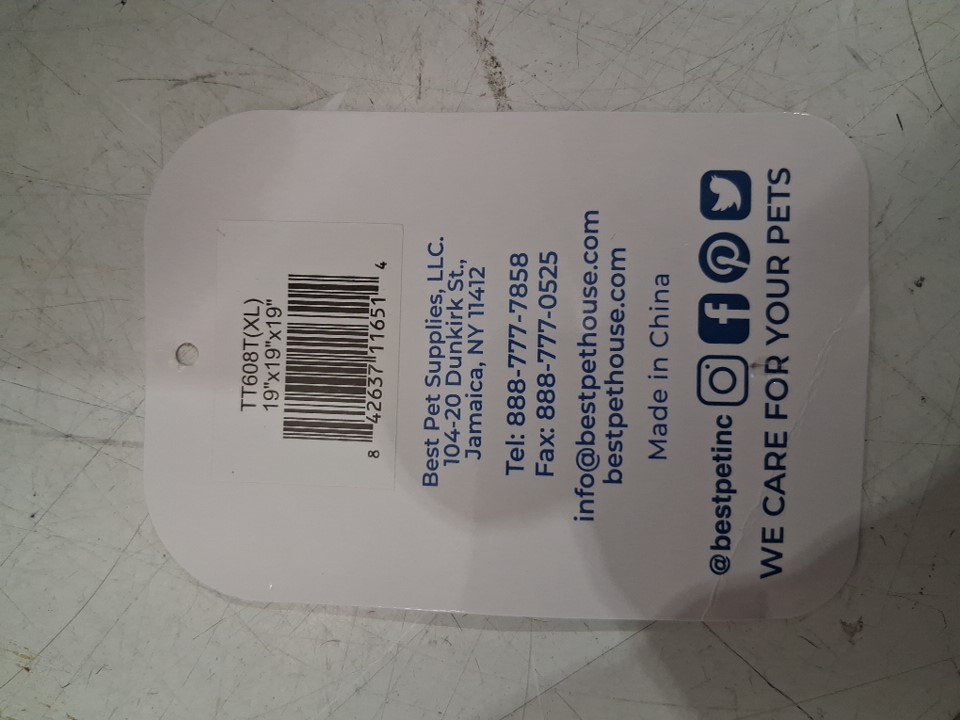 TT608T(XL)
19"x19"x19"
8 42637 11651 4
Best Pet Supplies, LLC.
104-20 Dunkirk St.,
Jamaica, NY 11412
Tel: 888-777-7858
Fax: 888-777-0525
info@bestpethouse.com
bestpethouse.com
Made in China
@bestpetinc
WE CARE FOR YOUR PETS